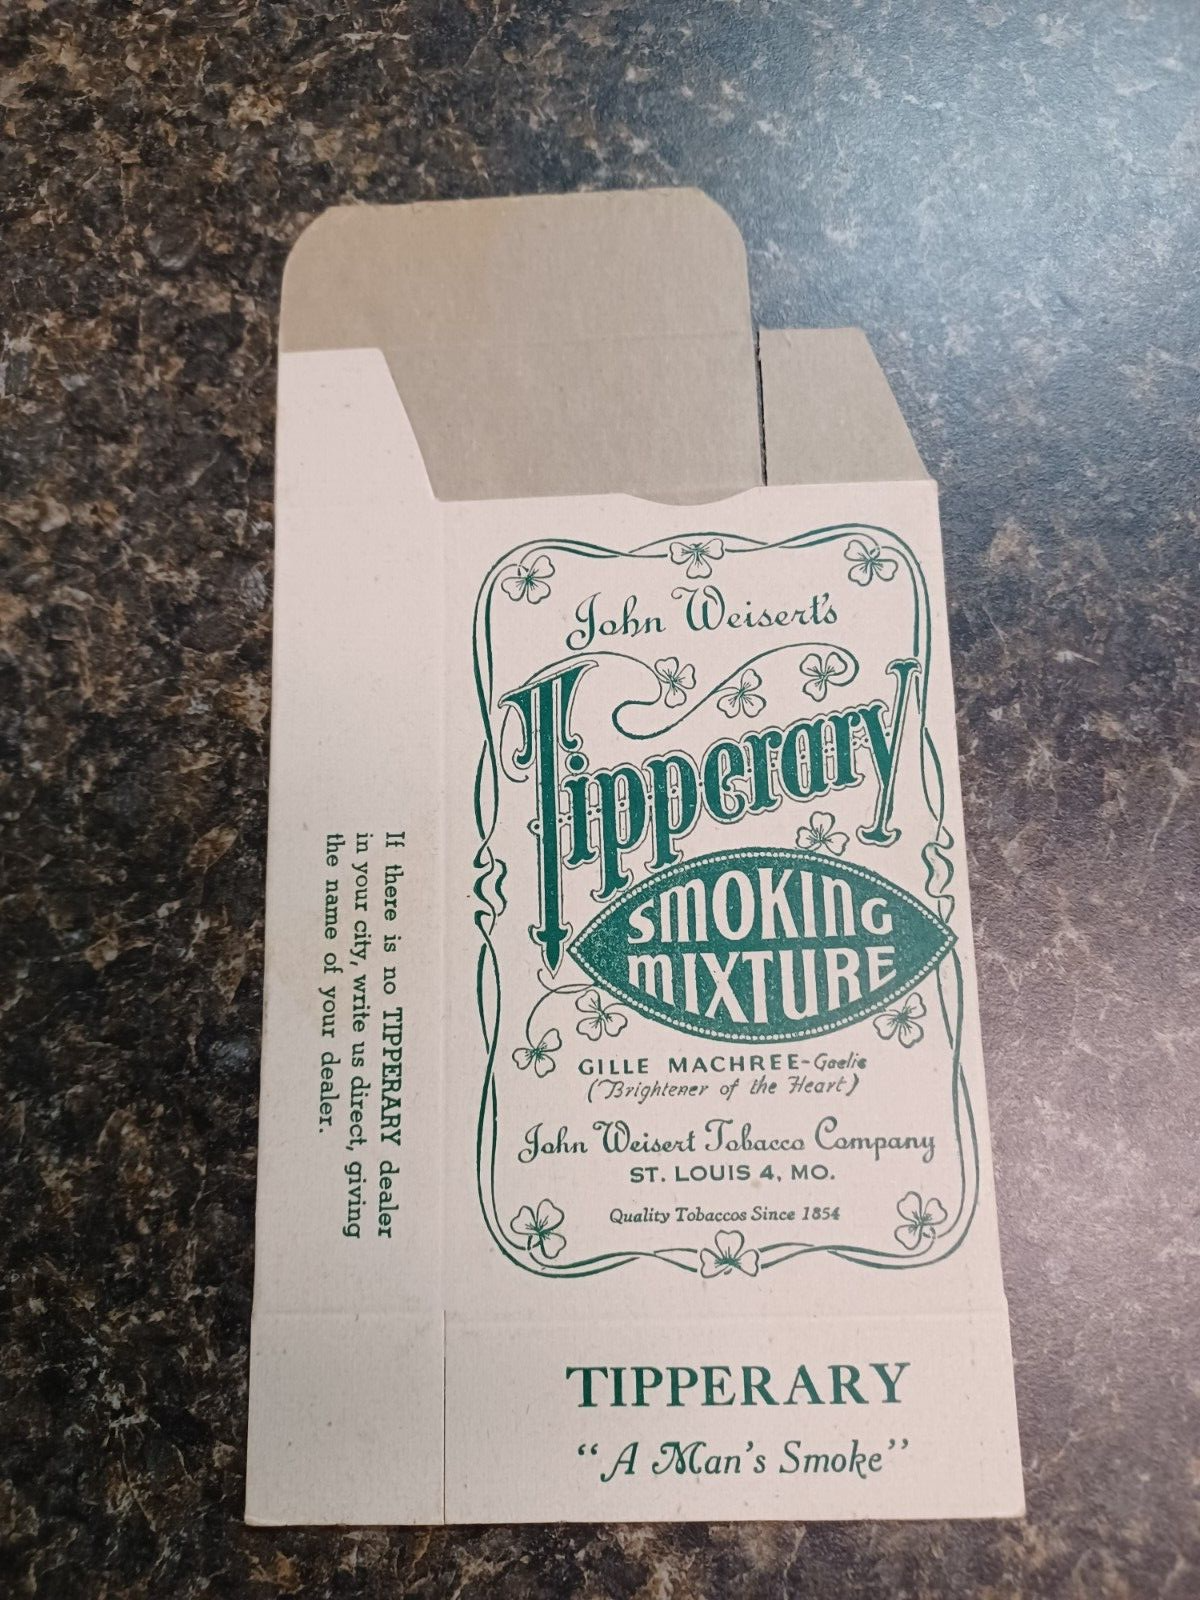 John Weisert's
Tipperary
SMOKING
MIXTURE
GILLE MACHREE-Gaelic
(Brightener of the Heart)
John Weisert Tobacco Company
ST. LOUIS 4, MO.
Quality Tobaccos Since 1854
TIPPERARY
“A Man's Smoke”
If there is no TIPPERARY dealer
in your city, write us direct, giving
the name of your dealer.